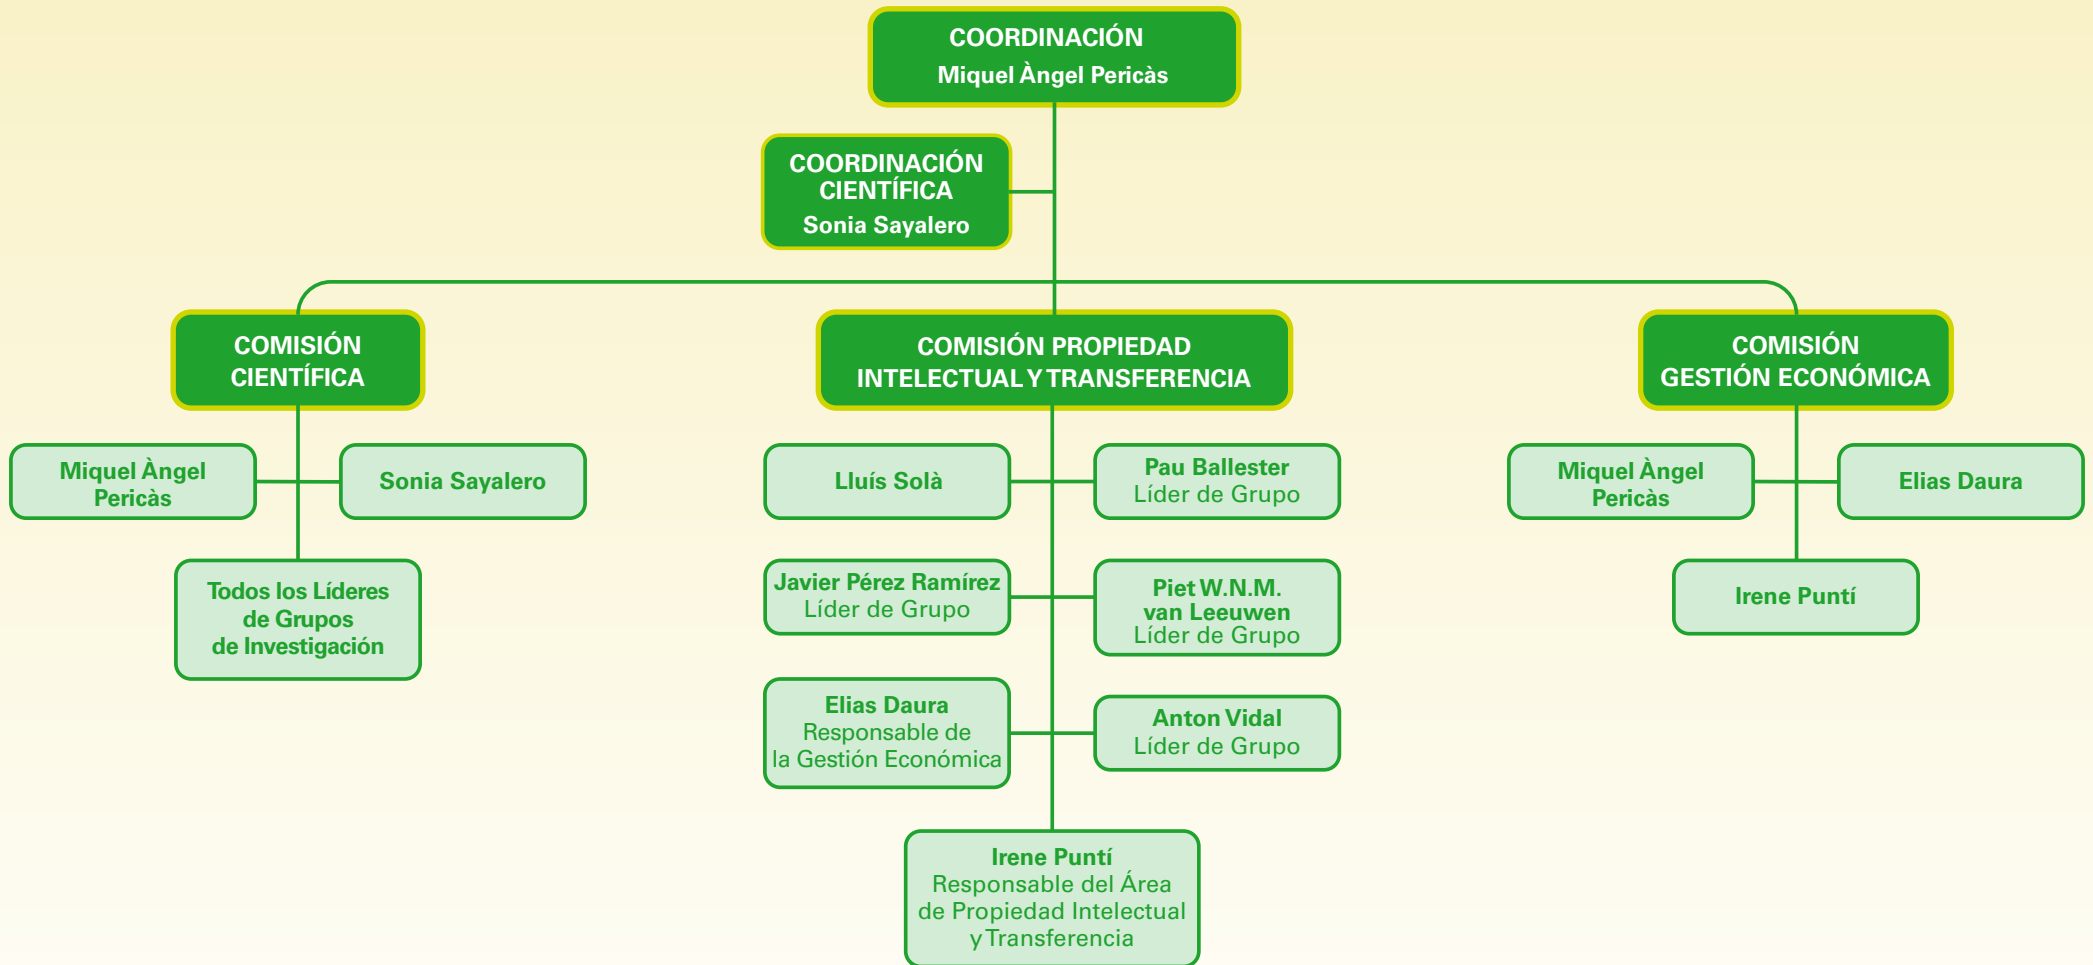 COORDINACIÓN
Miquel Àngel Pericàs
COORDINACIÓN
CIENTÍFICA
Sonia Sayalero
COMISIÓN
CIENTÍFICA
Miquel Àngel
Pericàs
Sonia Sayalero
Todos los Líderes
de Grupos
de Investigación
COMISIÓN PROPIEDAD
INTELECTUAL Y TRANSFERENCIA
Lluís Solà
Pau Ballester
Líder de Grupo
Javier Pérez Ramírez
Líder de Grupo
Piet W.N.M.
van Leeuwen
Líder de Grupo
Elias Daura
Responsable de
la Gestión Económica
Anton Vidal
Líder de Grupo
Irene Puntí
Responsable del Área
de Propiedad Intelectual
y Transferencia
COMISIÓN
GESTIÓN ECONÓMICA
Miquel Àngel
Pericàs
Elias Daura
Irene Puntí